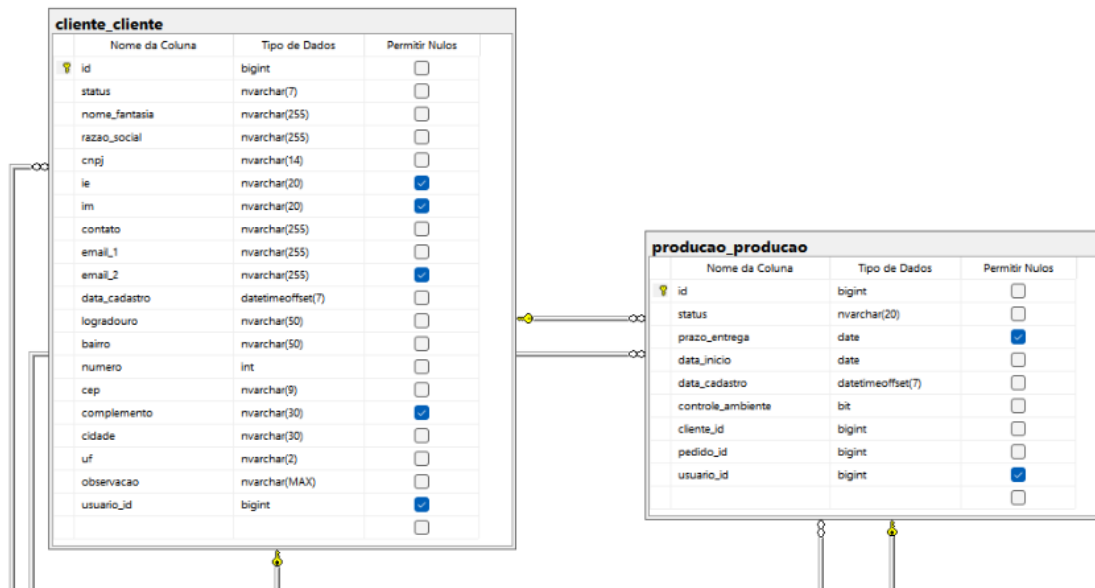 cliente_cliente
Nome da Coluna Tipo de Dados Permitir Nulos
id bigint
status nvarchar(7)
nome_fantasia nvarchar(255)
razao_social nvarchar(255)
cnpj nvarchar(14)
ie nvarchar(20)
im nvarchar(20)
contato nvarchar(255)
email_1 nvarchar(255)
email_2 nvarchar(255)
data_cadastro datetimeoffset(7)
logradouro nvarchar(50)
bairro nvarchar(50)
numero int
cep nvarchar(9)
complemento nvarchar(30)
cidade nvarchar(30)
uf nvarchar(2)
observacao nvarchar(MAX)
usuario_id bigint
producao_producao
Nome da Coluna Tipo de Dados Permitir Nulos
id bigint
status nvarchar(20)
prazo_entrega date
data_inicio date
data_cadastro datetimeoffset(7)
controle_ambiente bit
cliente_id bigint
pedido_id bigint
usuario_id bigint